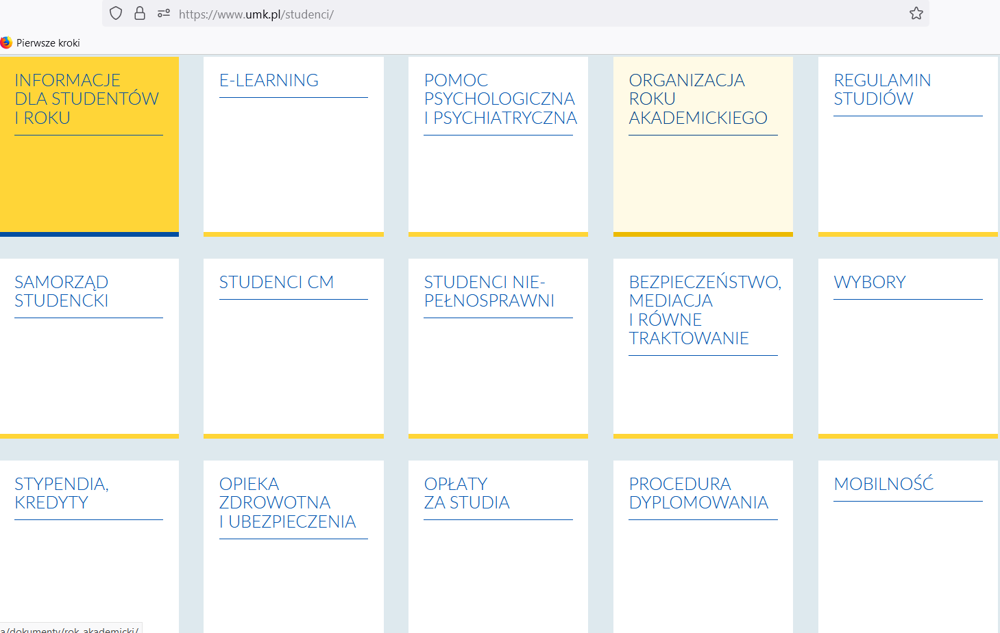 https://www.umk.pl/studenci/
Pierwsze kroki
INFORMACJE
DLA STUDENTÓW
I ROKU
E-LEARNING
POMOC
PSYCHOLOGICZNA
I PSYCHIATRYCZNA
ORGANIZACJA
ROKU
AKADEMICKIEGO
REGULAMIN
STUDIÓW
SAMORZĄD
STUDENCKI
STUDENCI CM
STUDENCI NIE-
PEŁNOSPRAWNI
BEZPIECZEŃSTWO,
MEDIACJA
I RÓWNE
TRAKTOWANIE
WYBORY
STYPENDIA,
KREDYTY
OPIEKA
ZDROWOTNA
I UBEZPIECZENIA
OPŁATY
ZA STUDIA
PROCEDURA
DYPLOMOWANIA
MOBILNOŚĆ
a/dokumenty/rok_akademicki/